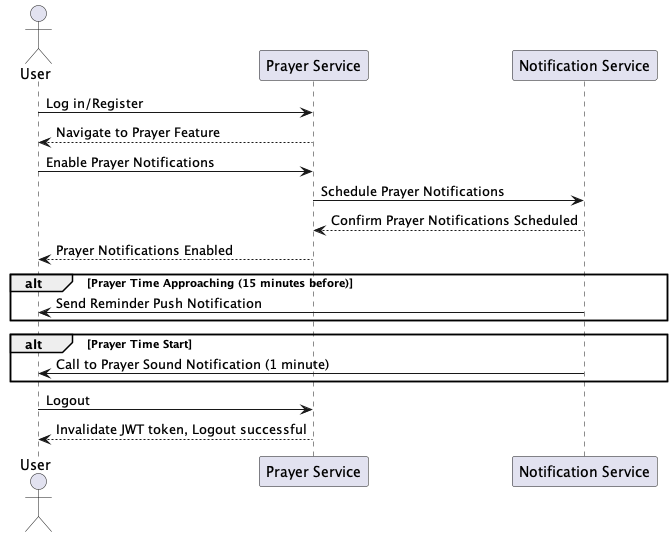 User
Prayer Service
Notification Service
Log in/Register
Navigate to Prayer Feature
Enable Prayer Notifications
Schedule Prayer Notifications
Confirm Prayer Notifications Scheduled
Prayer Notifications Enabled
alt [Prayer Time Approaching (15 minutes before)]
Send Reminder Push Notification
alt [Prayer Time Start]
Call to Prayer Sound Notification (1 minute)
Logout
Invalidate JWT token, Logout successful
User
Prayer Service
Notification Service